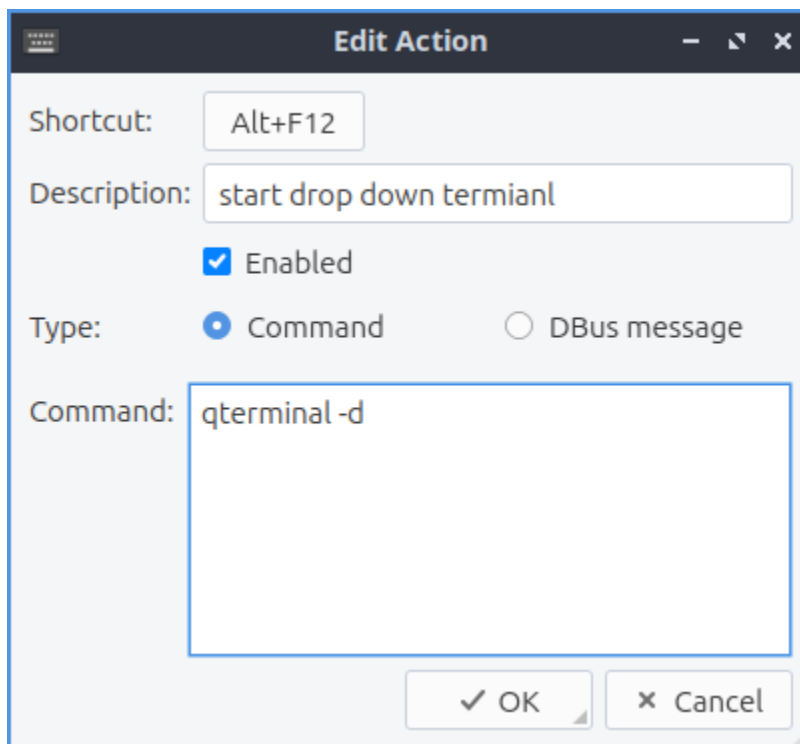 Edit Action
Shortcut: Alt+F12
Description: start drop down termianl
Enabled
Type: Command DBus message
Command: qterminal -d
OK Cancel